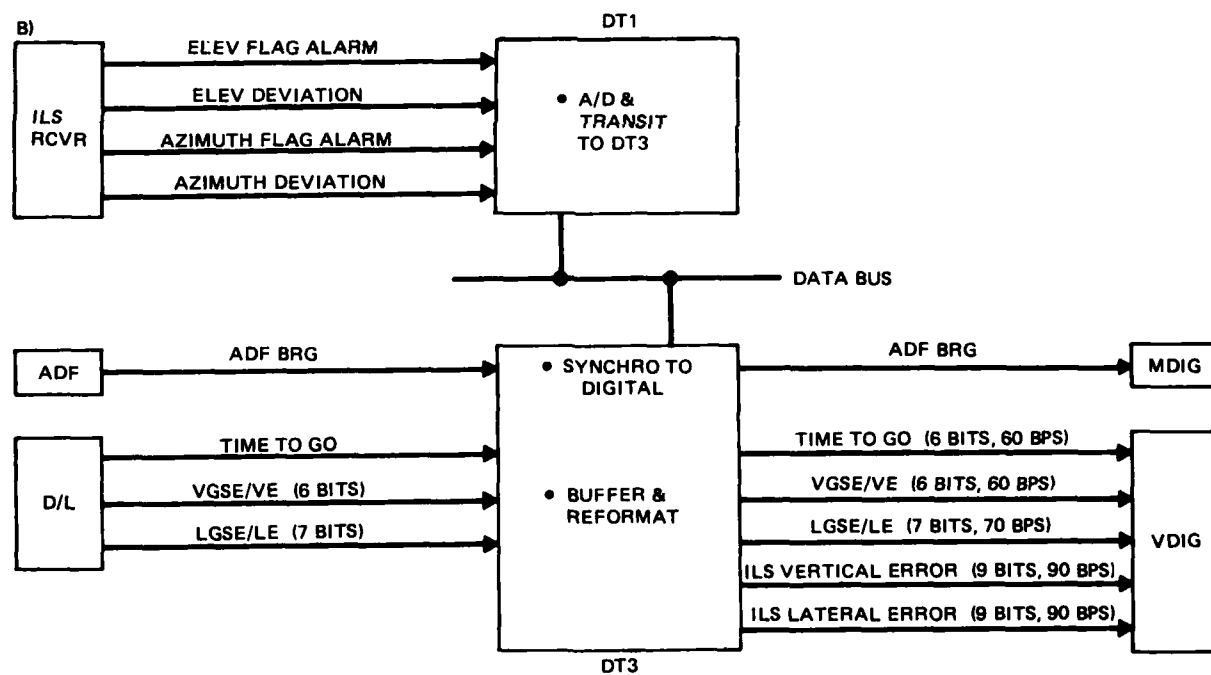 B)
DT1
ILS
RCVR
ELEV FLAG ALARM
ELEV DEVIATION
AZIMUTH FLAG ALARM
AZIMUTH DEVIATION
• A/D &
TRANSIT
TO DT3
DATA BUS
ADF
ADF BRG
• SYNCHRO TO
DIGITAL
ADF BRG
MDIG
D/L
TIME TO GO
VGSE/VE (6 BITS)
LGSE/LE (7 BITS)
• BUFFER &
REFORMAT
TIME TO GO (6 BITS, 60 BPS)
VGSE/VE (6 BITS, 60 BPS)
LGSE/LE (7 BITS, 70 BPS)
ILS VERTICAL ERROR (9 BITS, 90 BPS)
ILS LATERAL ERROR (9 BITS, 90 BPS)
VDIG
DT3